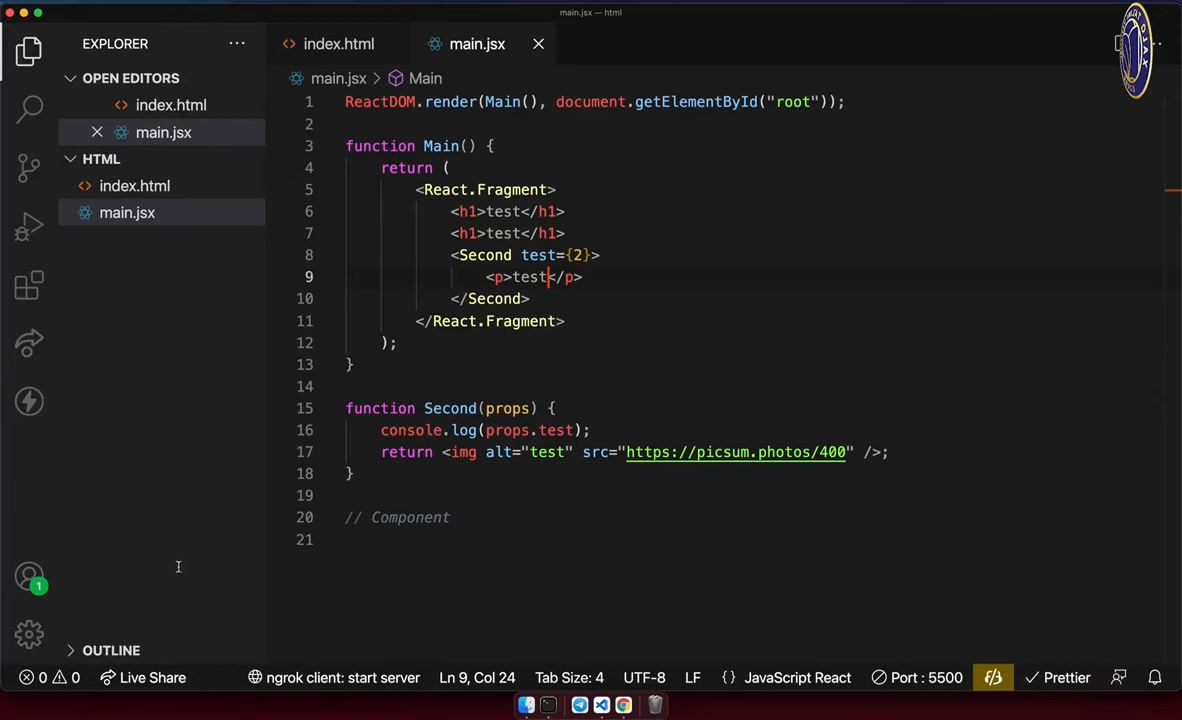 main.jsx — html
EXPLORER
index.html
main.jsx
OPEN EDITORS
index.html
main.jsx
HTML
index.html
main.jsx
OUTLINE
main.jsx > Main
1 ReactDOM.render(Main(), document.getElementById("root"));
2
3 function Main() {
4 return (
5 <React.Fragment>
6 <h1>test</h1>
7 <h1>test</h1>
8 <Second test={2}>
9 <p>test</p>
10 </Second>
11 </React.Fragment>
12 );
13 }
14
15 function Second(props) {
16 console.log(props.test);
17 return <img alt="test" src="https://picsum.photos/400" />;
18 }
19
20 // Component
21
1
0 0 Live Share ngrok client: start server Ln 9, Col 24 Tab Size: 4 UTF-8 LF {} JavaScript React Port : 5500 Prettier